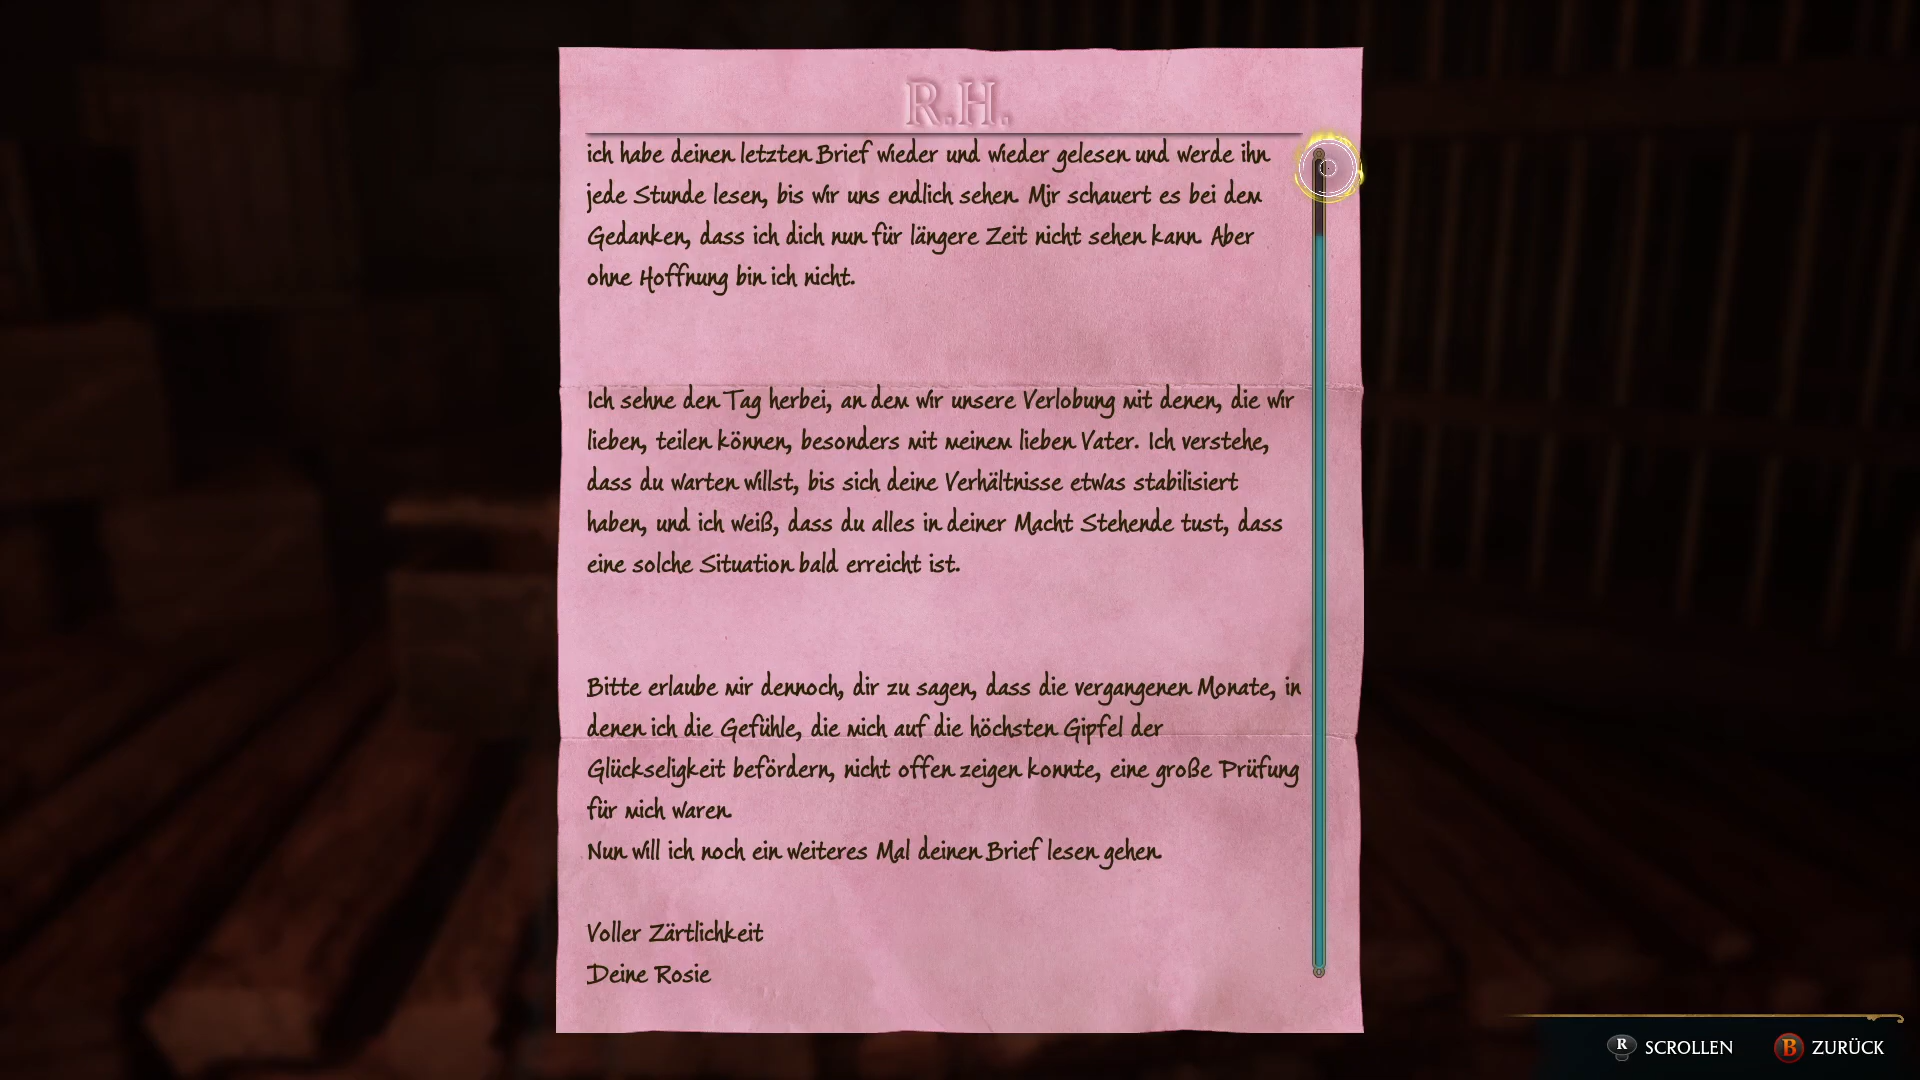 R.H.
ich habe deinen letzten Brief wieder und wieder gelesen und werde ihn
jede Stunde lesen, bis wir uns endlich sehen. Mir schauert es bei dem
Gedanken, dass ich dich nun für längere Zeit nicht sehen kann. Aber
ohne Hoffnung bin ich nicht.
Ich sehne den Tag herbei, an dem wir unsere Verlobung mit denen, die wir
lieben, teilen können, besonders mit meinem lieben Vater. Ich verstehe,
dass du warten willst, bis sich deine Verhältnisse etwas stabilisiert
haben, und ich weiß, dass du alles in deiner Macht Stehende tust, dass
eine solche Situation bald erreicht ist.
Bitte erlaube mir dennoch, dir zu sagen, dass die vergangenen Monate, in
denen ich die Gefühle, die mich auf die höchsten Gipfel der
Glückseligkeit befördern, nicht offen zeigen konnte, eine große Prüfung
für mich waren.
Nun will ich noch ein weiteres Mal deinen Brief lesen gehen.
Voller Zärtlichkeit
Deine Rosie
R SCROLLEN B ZURÜCK